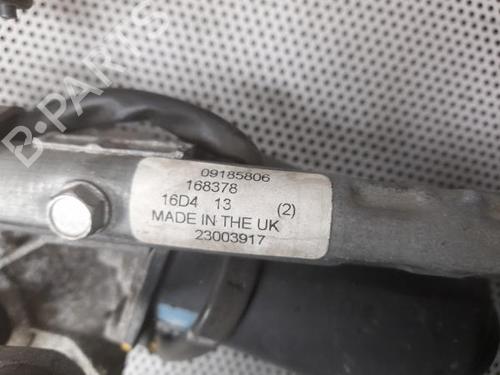 09185806
168378
16D4 13 (2)
MADE IN THE UK
23003917
B-PARTS